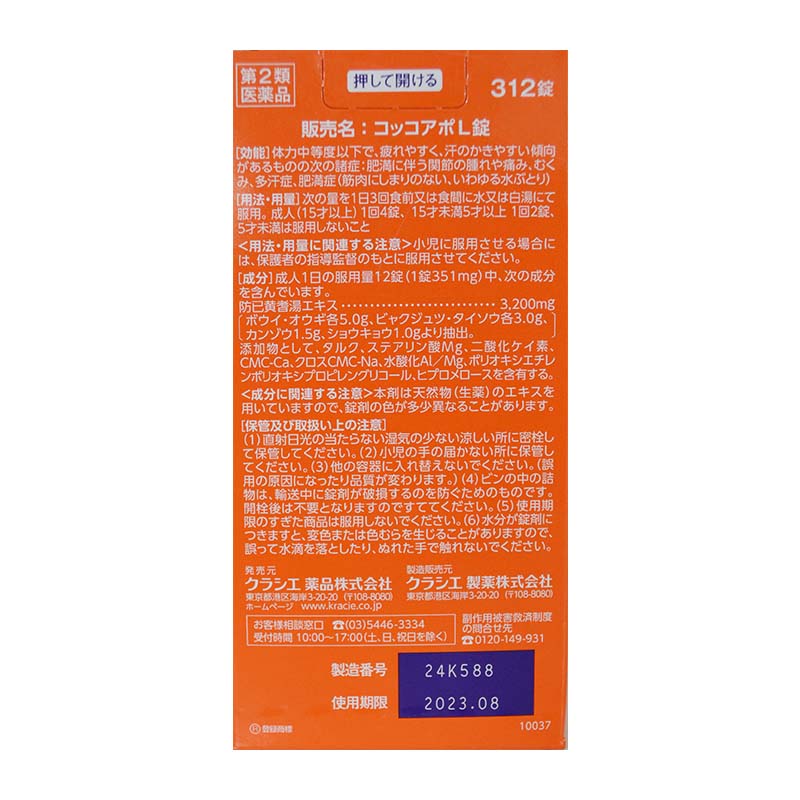 第2類
医薬品
押して開ける
312錠
販売名：コッコアポL錠
[効能] 体力中等度以下で、疲れやすく、汗のかきやすい傾向
があるものの次の諸症：肥満に伴う関節の腫れや痛み、むく
み、多汗症、肥満症（筋肉にしまりのない、いわゆる水ぶとり）
[用法・用量] 次の量を1日3回食前又は食間に水又は白湯にて
服用。成人（15才以上）1回4錠、15才未満5才以上 1回2錠、
5才未満は服用しないこと
＜用法・用量に関連する注意＞小児に服用させる場合に
は、保護者の指導監督のもとに服用させてください。
[成分] 成人1日の服用量12錠（1錠351mg）中、次の成分
を含んでいます。
防已黄耆湯エキス………………………3,200mg
ボウイ・オウギ各5.0g、ビャクジュツ・タイソウ各3.0g、
カンゾウ1.5g、ショウキョウ1.0gより抽出。
添加物として、タルク、ステアリン酸Mg、二酸化ケイ素、
CMC-Ca、クロスCMC-Na、水酸化Al／Mg、ポリオキシエチレ
ンポリオキシプロピレングリコール、ヒプロメロースを含有する。
＜成分に関連する注意＞本剤は天然物（生薬）のエキスを
用いていますので、錠剤の色が多少異なることがあります。
[保管及び取扱い上の注意]
(1)直射日光の当たらない湿気の少ない涼しい所に密栓し
て保管してください。(2)小児の手の届かない所に保管し
てください。(3)他の容器に入れ替えないでください。（誤
用の原因になったり品質が変わります。）(4)ビンの中の詰
物は、輸送中に錠剤が破損するのを防ぐためのものです。
開栓後は不要となりますのですててください。(5)使用期
限のすぎた商品は服用しないでください。(6)水分が錠剤に
つきますと、変色または色むらを生じることがありますので、
誤って水滴を落としたり、ぬれた手で触れないでください。
発売元
クラシエ 薬品株式会社
東京都港区海岸3-20-20（〒108-8080）
ホームページ www.kracie.co.jp
製造販売元
クラシエ 製薬株式会社
東京都港区海岸3-20-20（〒108-8080）
お客様相談窓口 ☎(03)5446-3334
受付時間 10:00〜17:00（土、日、祝日を除く）
副作用被害救済制度
の問合せ先
☎0120-149-931
製造番号 24K588
使用期限 2023.08
Ⓡ登録商標
10037